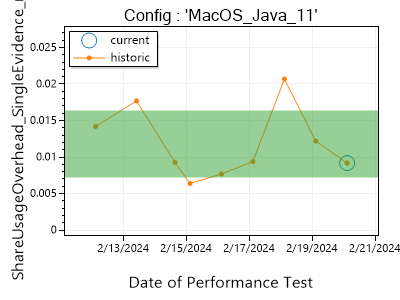 Config : 'MacOS_Java_11'
current
historic
0.025
0.02
0.015
0.01
0.005
0
ShareUsageOverhead_SingleEvidence_
2/13/2024
2/15/2024
2/17/2024
2/19/2024
2/21/2024
Date of Performance Test